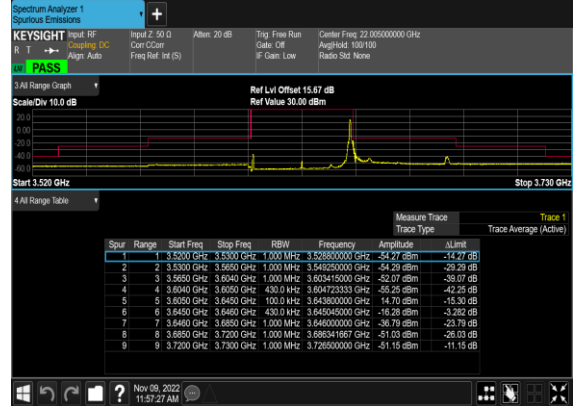 Spectrum Analyzer 1
Spurious Emissions
KEYSIGHT Input: RF Input Z: 50 Ω Atten: 20 dB Trig: Free Run Center Freq: 22.005000000 GHz
R T Coupling: DC Corr CCorr Gate: Off Avg|Hold: 100/100
Align: Auto Freq Ref: Int (S) IF Gain: Low Radio Std: None
PASS
3 All Range Graph
Ref Lvl Offset 15.67 dB
Scale/Div 10.0 dB Ref Value 30.00 dBm
20.0
0.00
-20.0
-40.0
-60.0
Start 3.520 GHz Stop 3.730 GHz
4 All Range Table
Measure Trace Trace 1
Trace Type Trace Average (Active)
Spur Range Start Freq Stop Freq RBW Frequency Amplitude ΔLimit
1 1 3.5200 GHz 3.5300 GHz 1.000 MHz 3.528800000 GHz -54.27 dBm -14.27 dB
2 2 3.5300 GHz 3.5650 GHz 1.000 MHz 3.549250000 GHz -54.29 dBm -29.29 dB
3 3 3.5650 GHz 3.6040 GHz 1.000 MHz 3.603415000 GHz -52.07 dBm -39.07 dB
4 4 3.6040 GHz 3.6050 GHz 430.0 kHz 3.604723333 GHz -55.25 dBm -42.25 dB
5 5 3.6050 GHz 3.6450 GHz 100.0 kHz 3.643800000 GHz 14.70 dBm -15.30 dB
6 6 3.6450 GHz 3.6460 GHz 430.0 kHz 3.645045000 GHz -16.28 dBm -3.282 dB
7 7 3.6460 GHz 3.6850 GHz 1.000 MHz 3.646000000 GHz -36.79 dBm -23.79 dB
8 8 3.6850 GHz 3.7200 GHz 1.000 MHz 3.686341667 GHz -51.03 dBm -26.03 dB
9 9 3.7200 GHz 3.7300 GHz 1.000 MHz 3.726500000 GHz -51.15 dBm -11.15 dB
Nov 09, 2022
11:57:27 AM